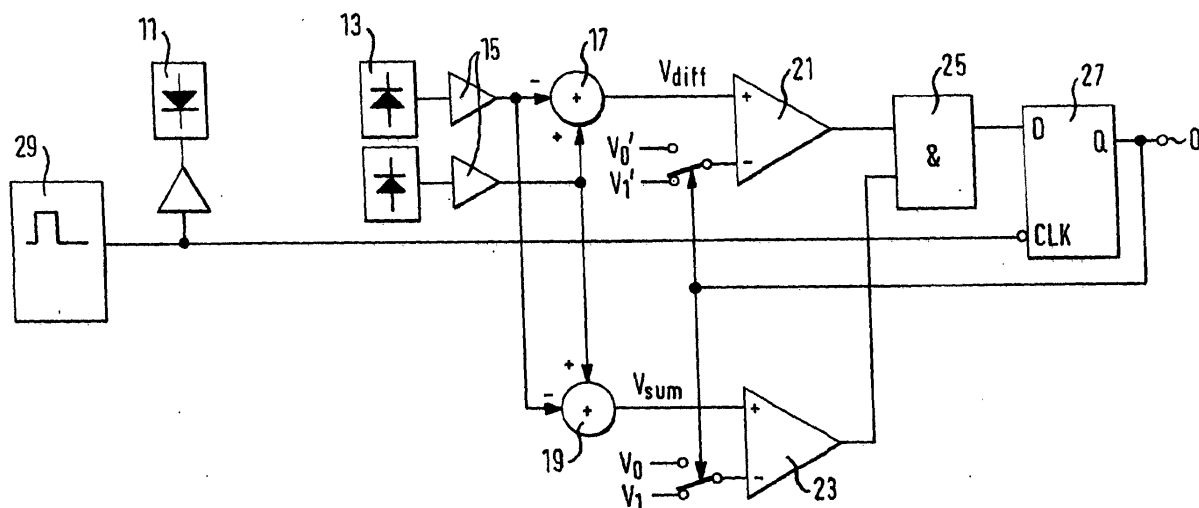 11
13
15
17
21
25
27
29
-
+
+
Vdiff
+
-
V0'
V1'
&
D
Q
O
CLK
+
-
+
Vsum
+
-
V0
V1
19
23